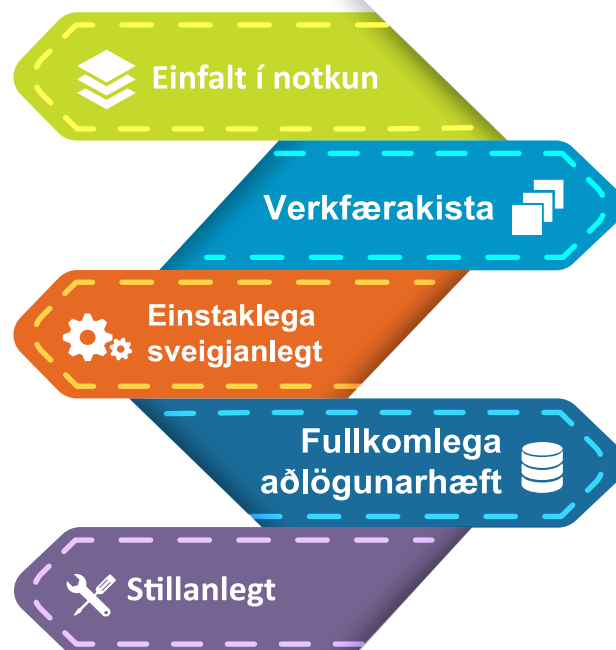 Einfalt í notkun
Verkfærakista
Einstaklega
sveigjanlegt
Fullkomlega
aðlögunarhæft
Stillanlegt